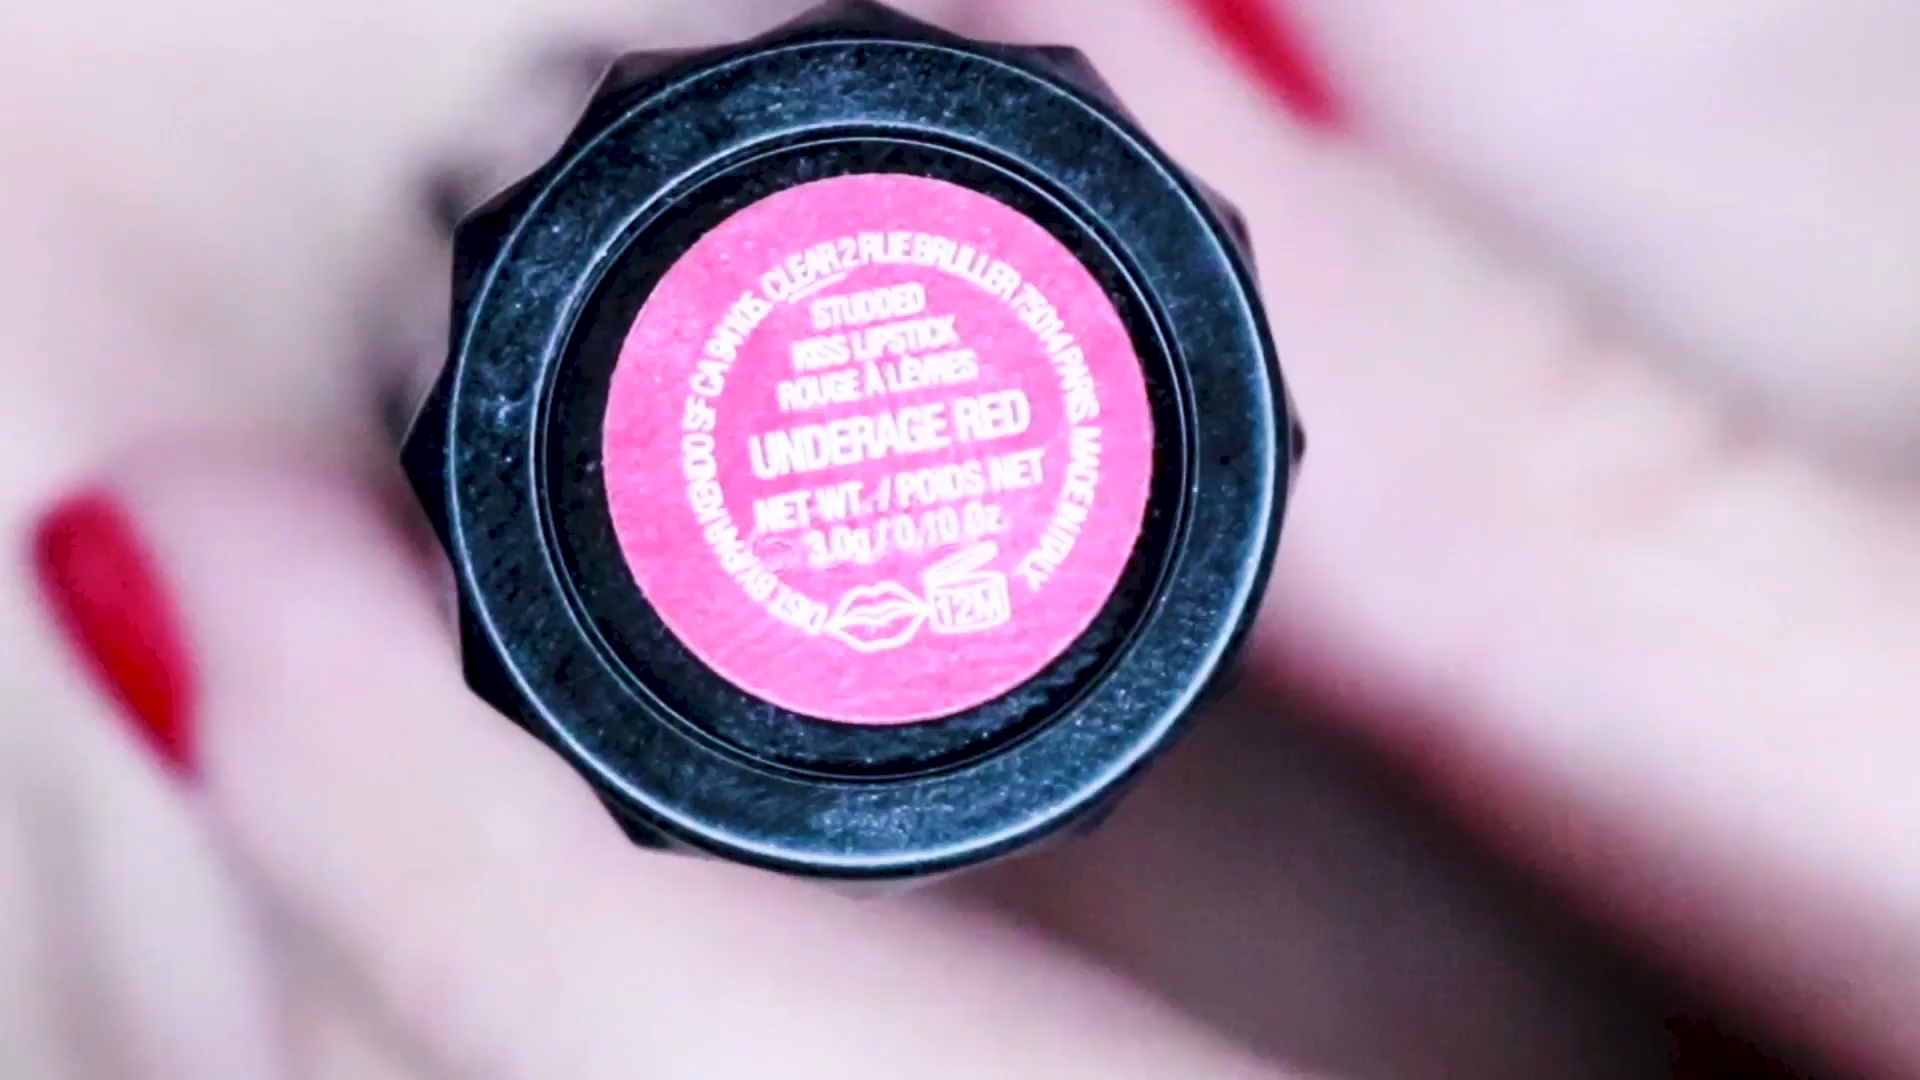 STUDDED
KISS LIPSTICK
ROUGE À LÈVRES
UNDERAGE RED
NET WT. / POIDS NET
3.0g / 0.10 Oz.
12M
DIST. BY/PAR KENDO SF CA 94105. CLEAR 2 RUE BRULLER 75014 PARIS. MADE IN ITALY